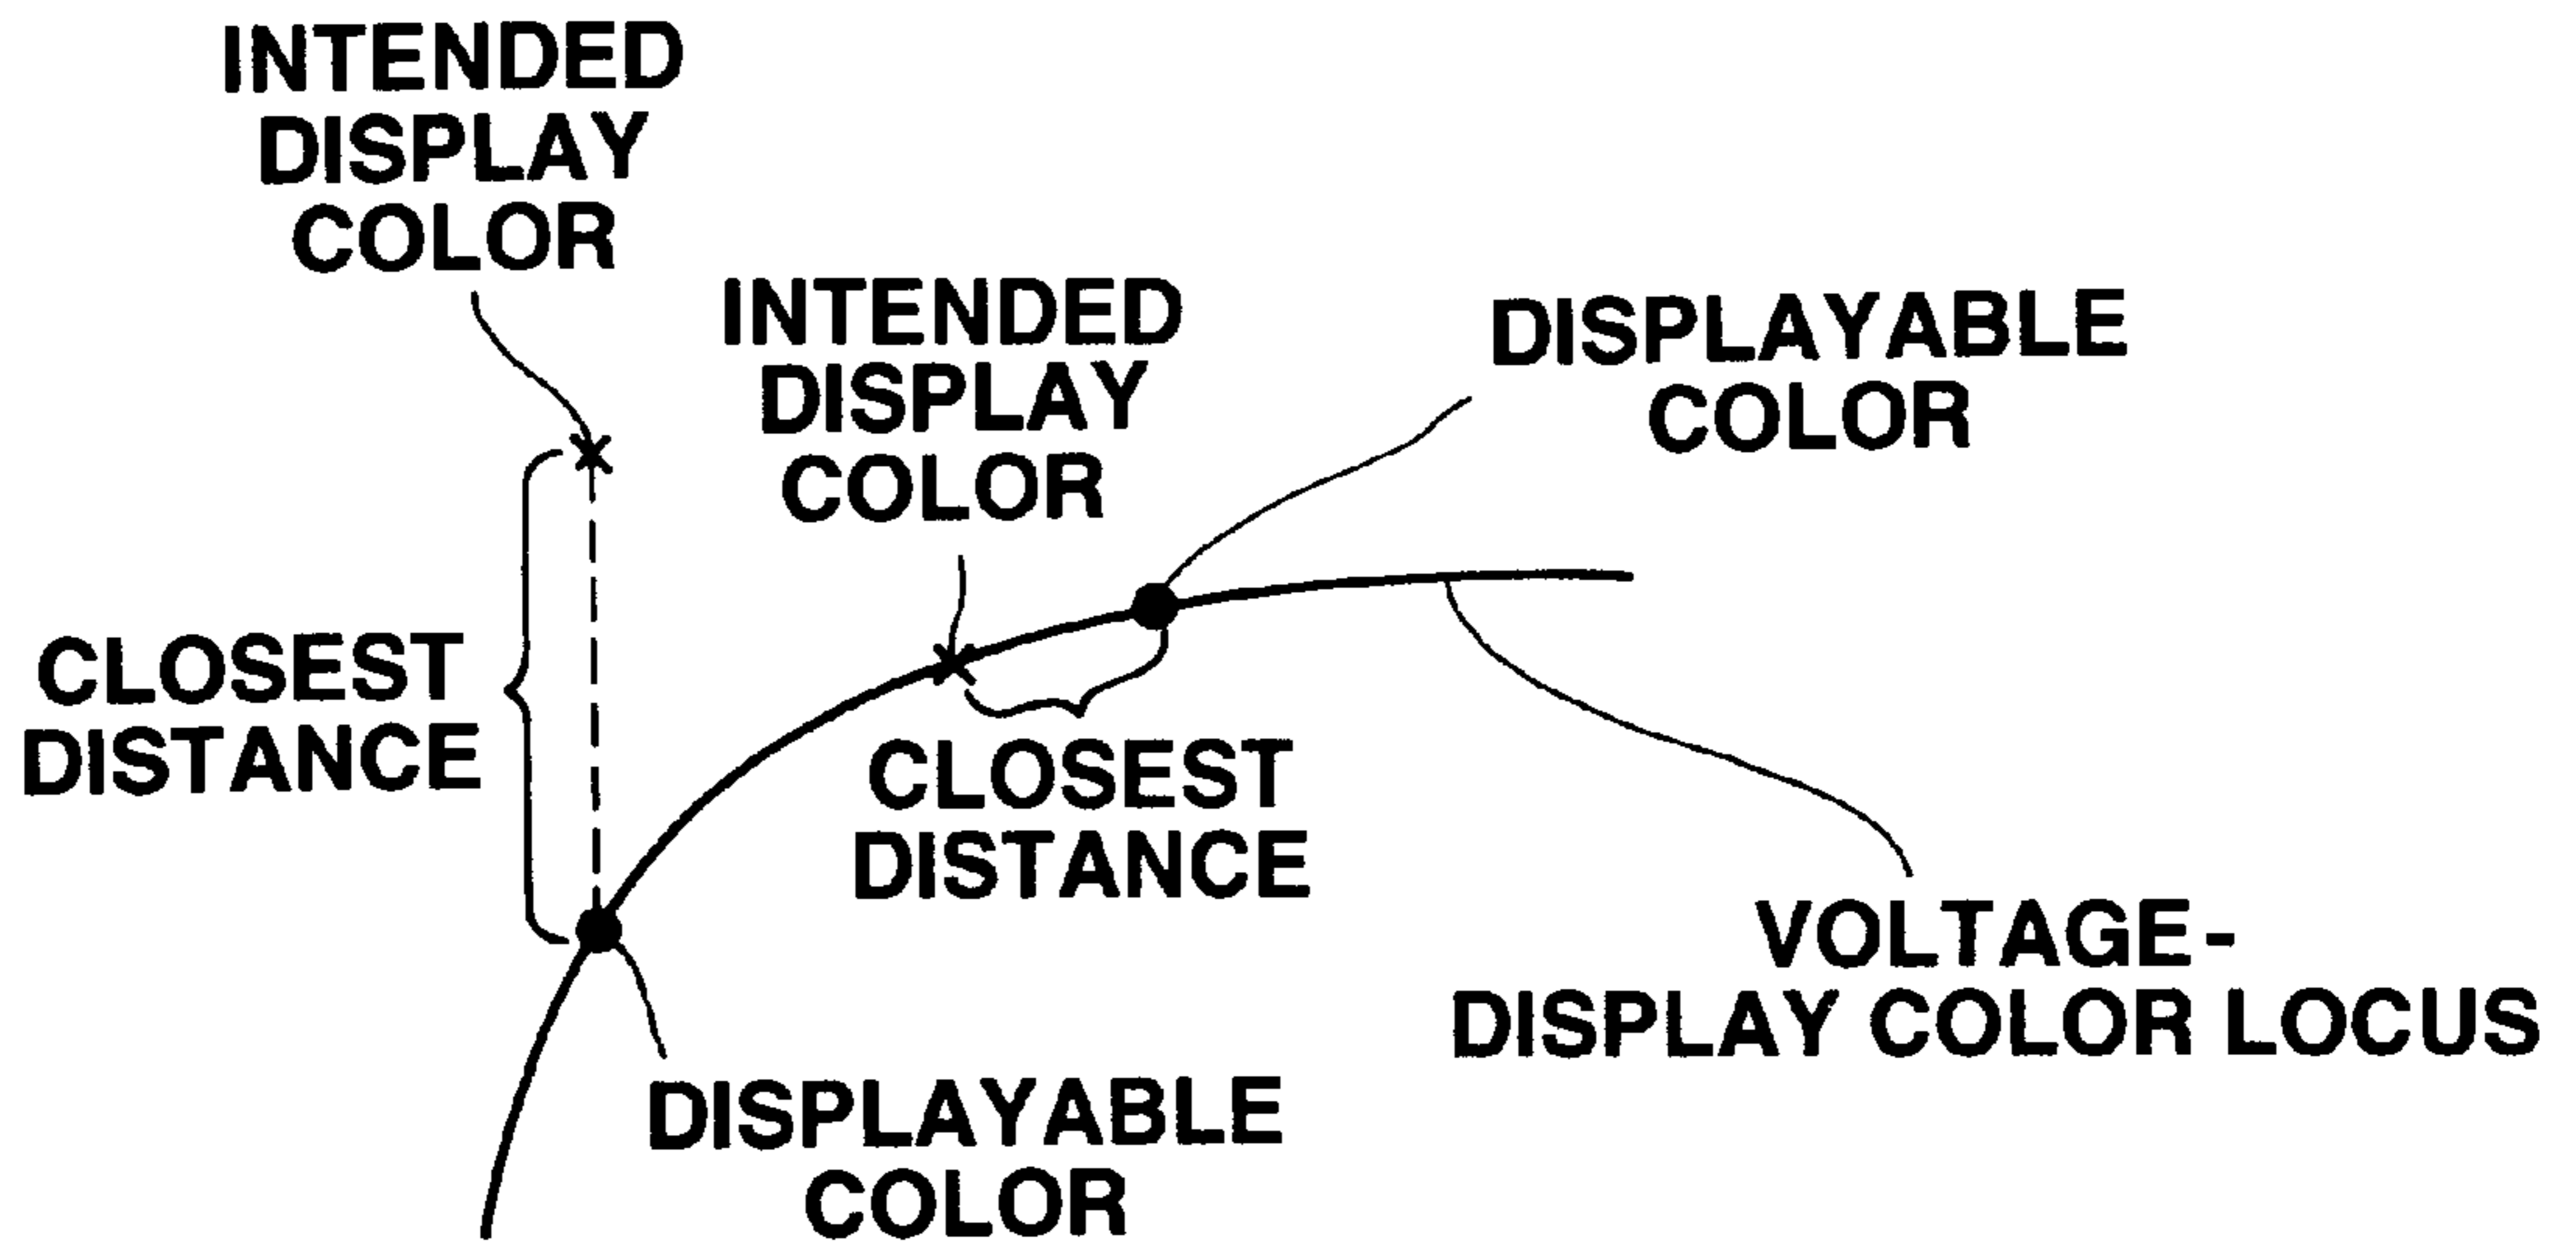 INTENDED
DISPLAY
COLOR
INTENDED
DISPLAY
COLOR
DISPLAYABLE
COLOR
CLOSEST
DISTANCE
CLOSEST
DISTANCE
VOLTAGE-
DISPLAY COLOR LOCUS
DISPLAYABLE
COLOR